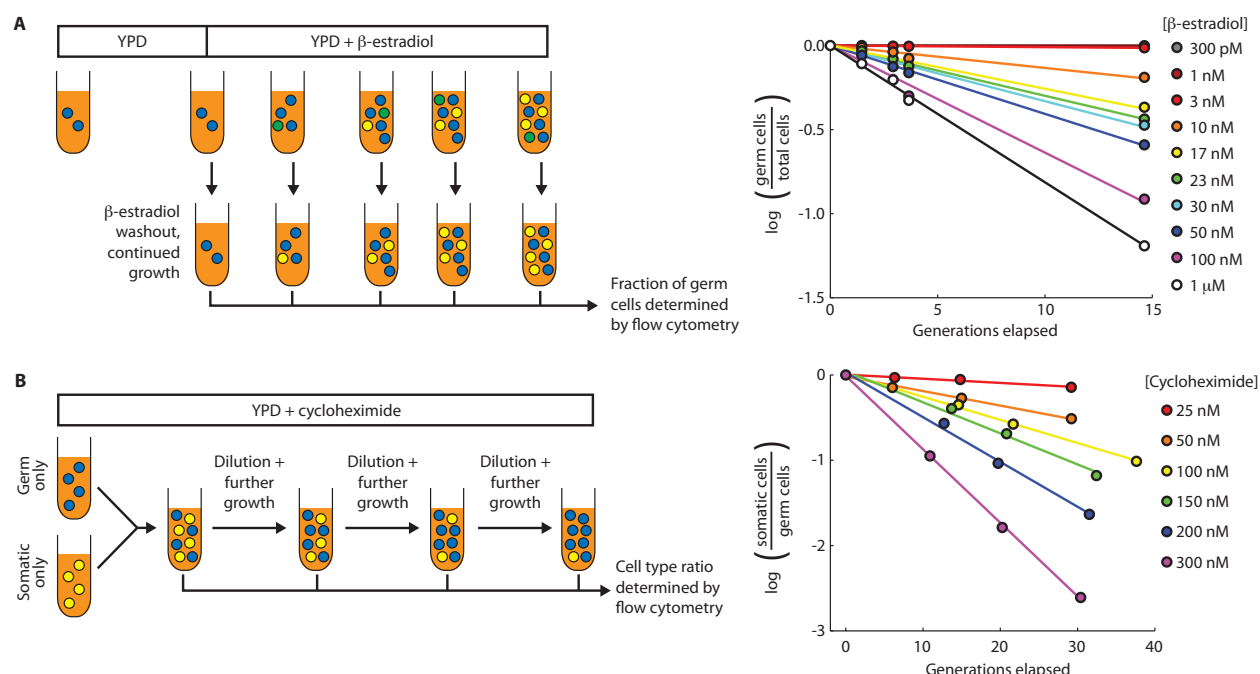 A
YPD
YPD + β-estradiol
β-estradiol
washout,
continued
growth
Fraction of germ
cells determined
by flow cytometry
log ( germ cells
total cells )
0.0
-0.5
-1.0
-1.5
0
5
10
15
Generations elapsed
[β-estradiol]
300 pM
1 nM
3 nM
10 nM
17 nM
23 nM
30 nM
50 nM
100 nM
1 μM
B
YPD + cycloheximide
Germ
only
Somatic
only
Dilution +
further
growth
Dilution +
further
growth
Dilution +
further
growth
Cell type ratio
determined by
flow cytometry
log ( somatic cells
germ cells )
0
-1
-2
-3
0
10
20
30
40
Generations elapsed
[Cycloheximide]
25 nM
50 nM
100 nM
150 nM
200 nM
300 nM